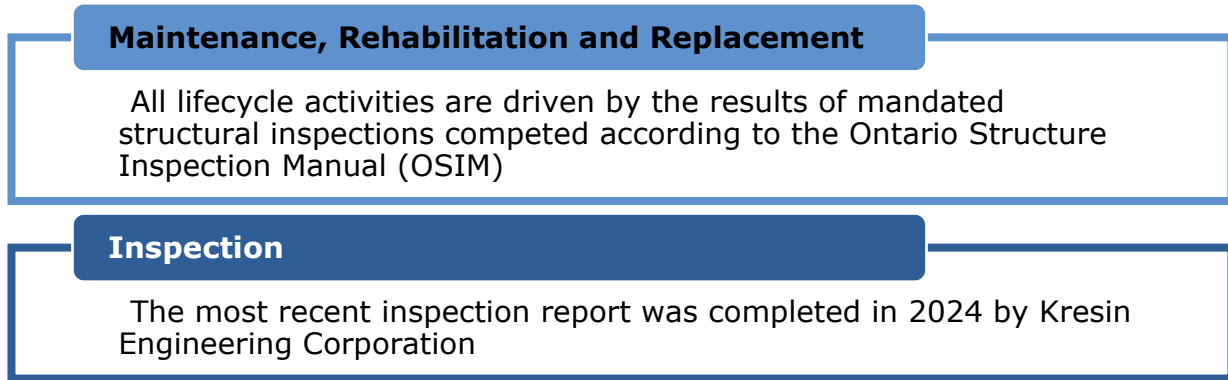 Maintenance, Rehabilitation and Replacement
All lifecycle activities are driven by the results of mandated
structural inspections competed according to the Ontario Structure
Inspection Manual (OSIM)
Inspection
The most recent inspection report was completed in 2024 by Kresin
Engineering Corporation